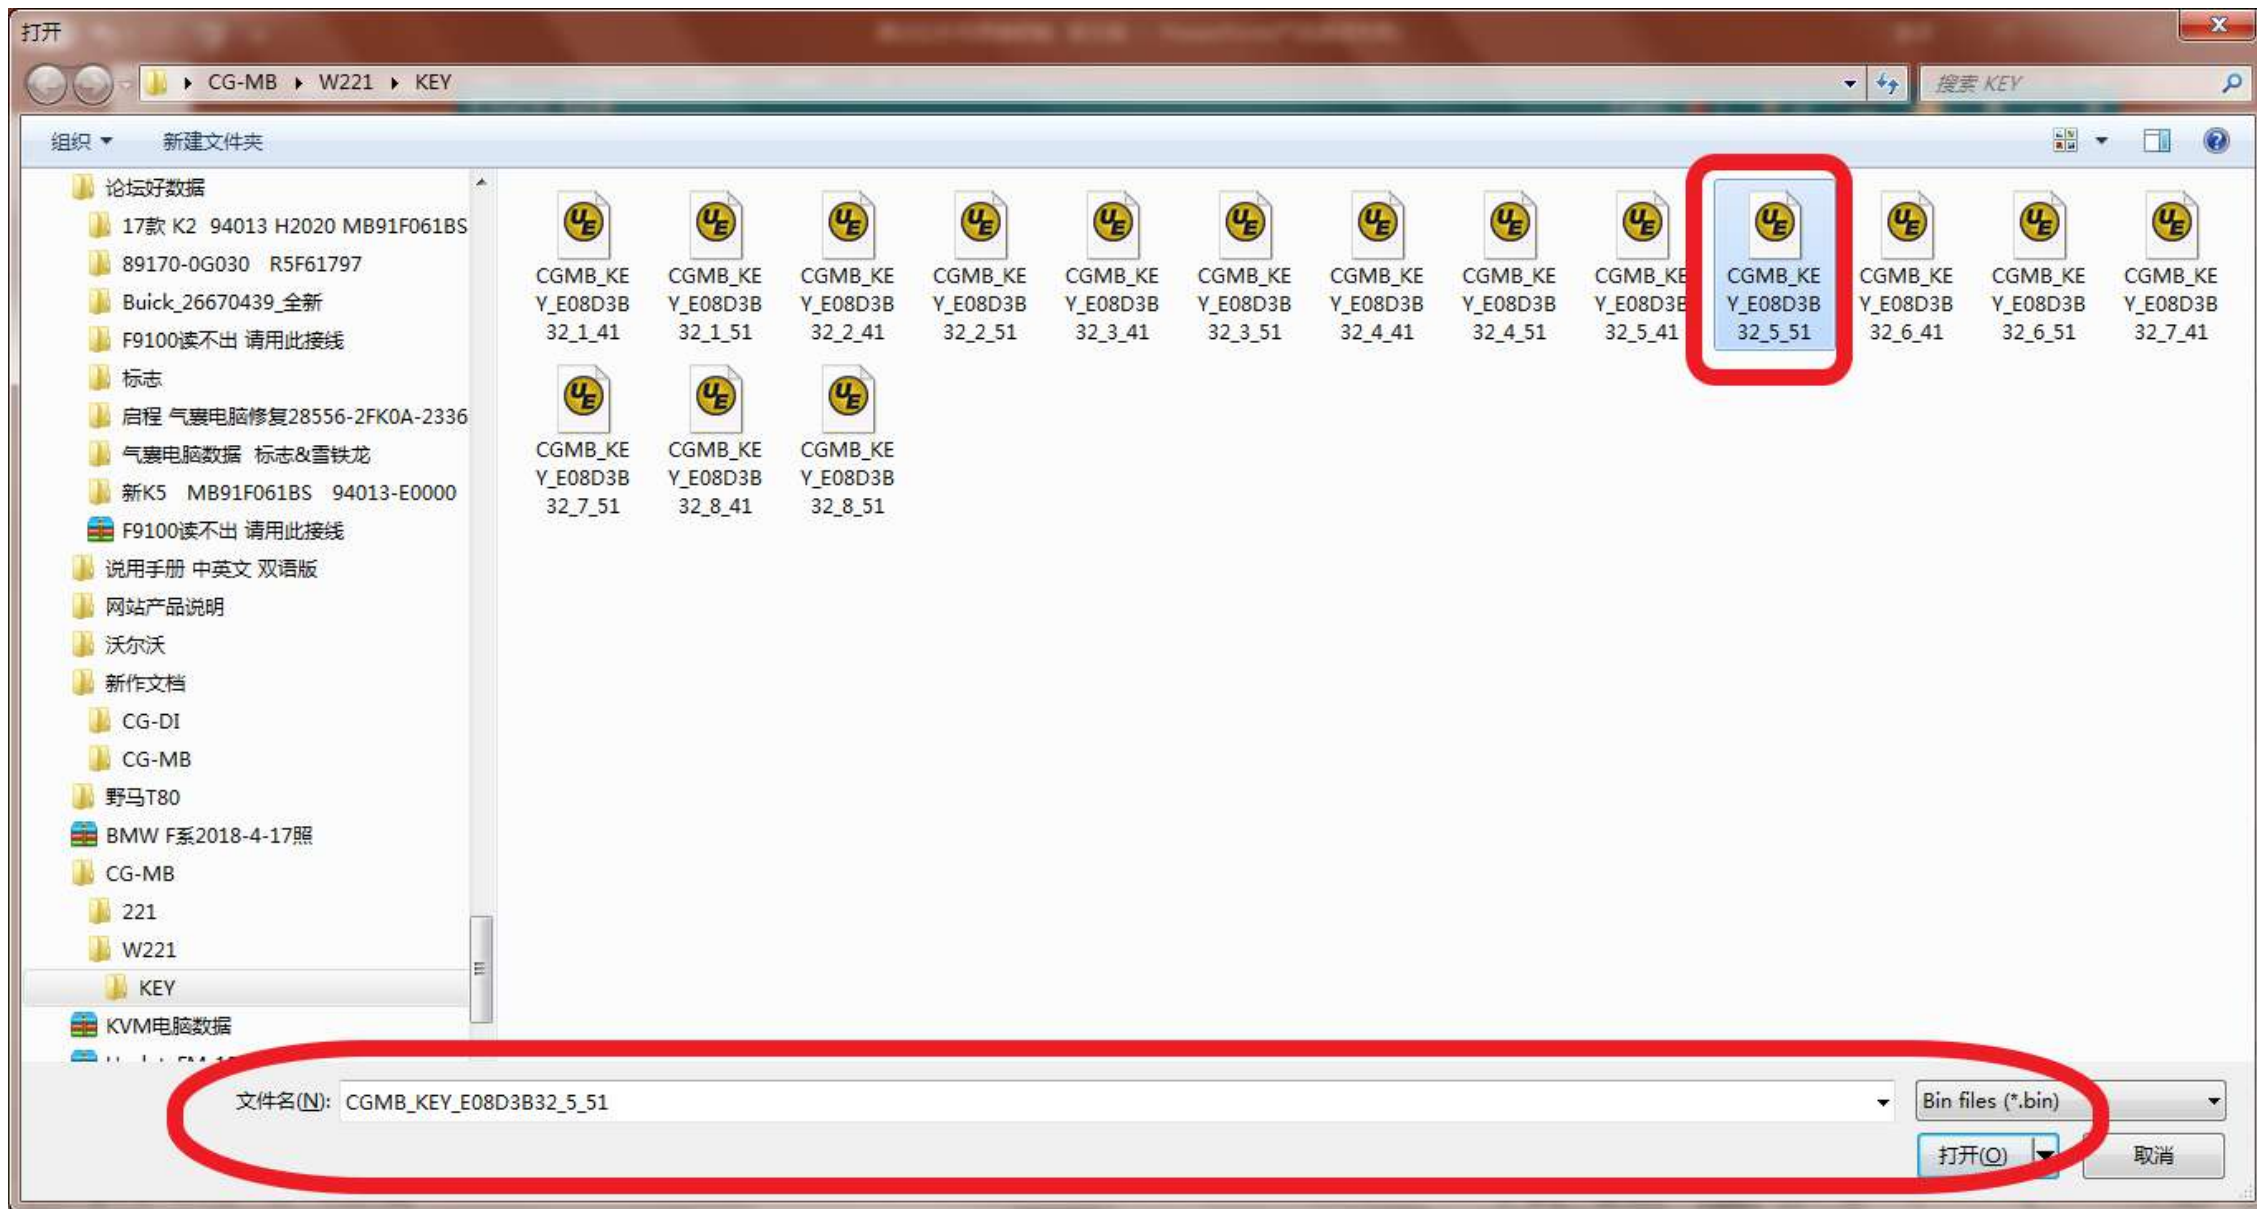 打开
CG-MB W221 KEY
搜索 KEY
组织
新建文件夹
论坛好数据
17款 K2 94013 H2020 MB91F061BS
89170-0G030 R5F61797
Buick_26670439_全新
F9100读不出 请用此接线
标志
启程 气囊电脑修复28556-2FK0A-2336
气囊电脑数据 标志&雪铁龙
新K5 MB91F061BS 94013-E0000
F9100读不出 请用此接线
说用手册 中英文 双语版
网站产品说明
沃尔沃
新作文档
CG-DI
CG-MB
野马T80
BMW F系2018-4-17照
CG-MB
221
W221
KEY
KVM电脑数据
CGMB_KE
Y_E08D3B
32_1_41
CGMB_KE
Y_E08D3B
32_1_51
CGMB_KE
Y_E08D3B
32_2_41
CGMB_KE
Y_E08D3B
32_2_51
CGMB_KE
Y_E08D3B
32_3_41
CGMB_KE
Y_E08D3B
32_3_51
CGMB_KE
Y_E08D3B
32_4_41
CGMB_KE
Y_E08D3B
32_4_51
CGMB_KE
Y_E08D3B
32_5_41
CGMB_KE
Y_E08D3B
32_5_51
CGMB_KE
Y_E08D3B
32_6_41
CGMB_KE
Y_E08D3B
32_6_51
CGMB_KE
Y_E08D3B
32_7_41
CGMB_KE
Y_E08D3B
32_7_51
CGMB_KE
Y_E08D3B
32_8_41
CGMB_KE
Y_E08D3B
32_8_51
文件名(N): CGMB_KEY_E08D3B32_5_51
Bin files (*.bin)
打开(O)
取消